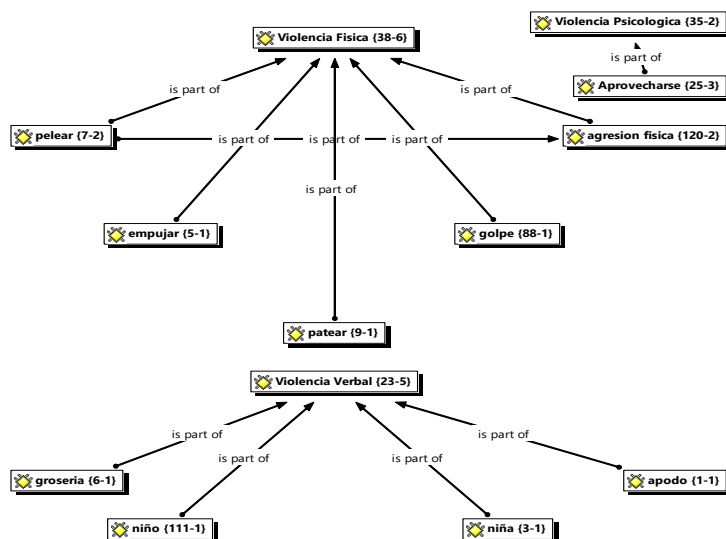 Violencia Psicologica {35-2}
Violencia Fisica {38-6}
is part of
Aprovecharse {25-3}
is part of
is part of
pelear {7-2}
is part of
is part of
is part of
agresion fisica {120-2}
is part of
empujar {5-1}
golpe {88-1}
patear {9-1}
Violencia Verbal {23-5}
is part of
is part of
is part of
is part of
groseria {6-1}
apodo {1-1}
niño {111-1}
niña {3-1}